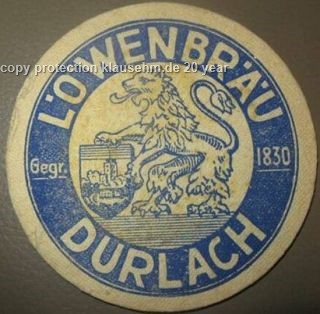 copy protection klausehm.de 20 year
LÖWENBRÄU
Gegr. 1830
DURLACH